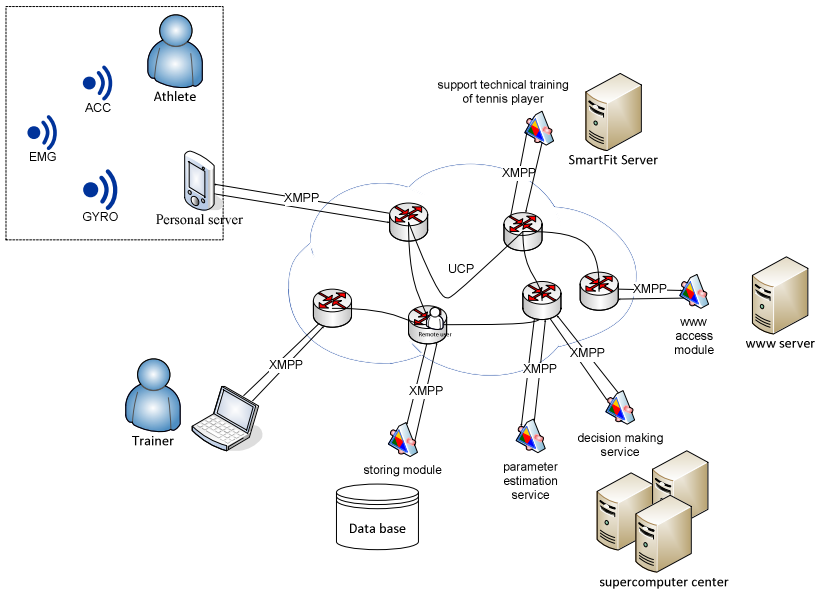 Athlete
ACC
EMG
GYRO
Personal server
XMPP
support technical training
of tennis player
SmartFit Server
XMPP
UCP
XMPP
www
access
module
www server
Remote user
XMPP
Trainer
XMPP
storing module
Data base
XMPP
parameter
estimation
service
XMPP
decision making
service
supercomputer center